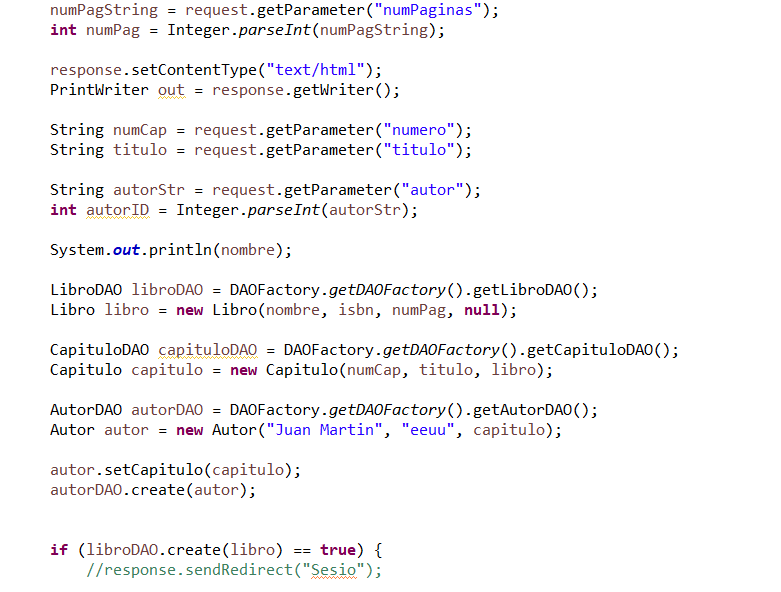 numPagString = request.getParameter("numPaginas");
int numPag = Integer.parseInt(numPagString);
response.setContentType("text/html");
PrintWriter out = response.getWriter();
String numCap = request.getParameter("numero");
String titulo = request.getParameter("titulo");
String autorStr = request.getParameter("autor");
int autorID = Integer.parseInt(autorStr);
System.out.println(nombre);
LibroDAO libroDAO = DAOFactory.getDAOFactory().getLibroDAO();
Libro libro = new Libro(nombre, isbn, numPag, null);
CapituloDAO capituloDAO = DAOFactory.getDAOFactory().getCapituloDAO();
Capitulo capitulo = new Capitulo(numCap, titulo, libro);
AutorDAO autorDAO = DAOFactory.getDAOFactory().getAutorDAO();
Autor autor = new Autor("Juan Martin", "eeuu", capitulo);
autor.setCapitulo(capitulo);
autorDAO.create(autor);
if (libroDAO.create(libro) == true) {
//response.sendRedirect("Sesio");